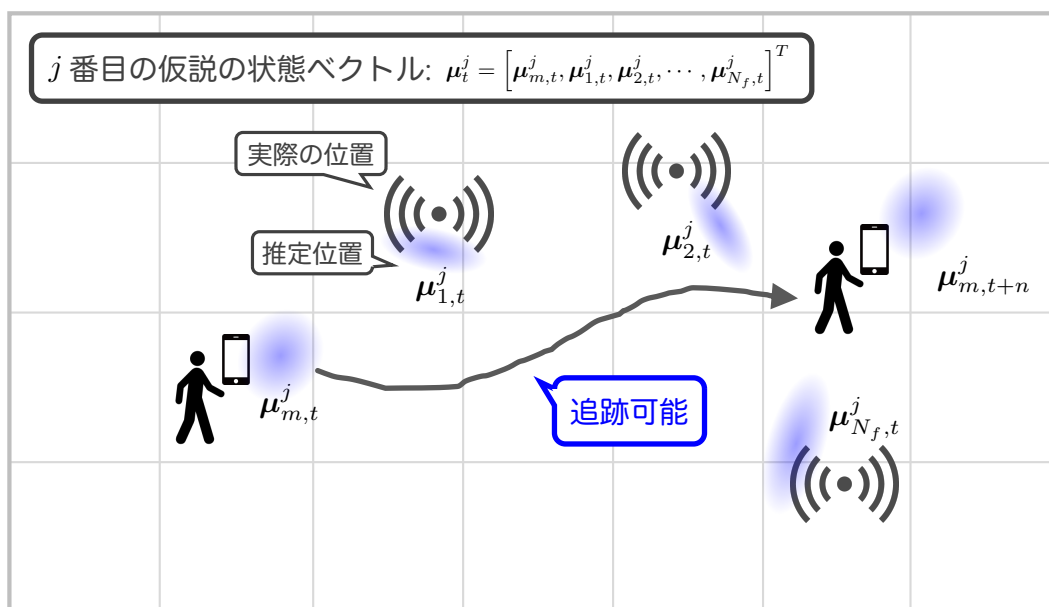 j 番目の仮説の状態ベクトル: μ_t^j = [μ_{m,t}^j, μ_{1,t}^j, μ_{2,t}^j, ⋯ , μ_{N_f,t}^j]^T
実際の位置
推定位置
μ_{1,t}^j
μ_{2,t}^j
μ_{m,t+n}^j
μ_{m,t}^j
追跡可能
μ_{N_f,t}^j